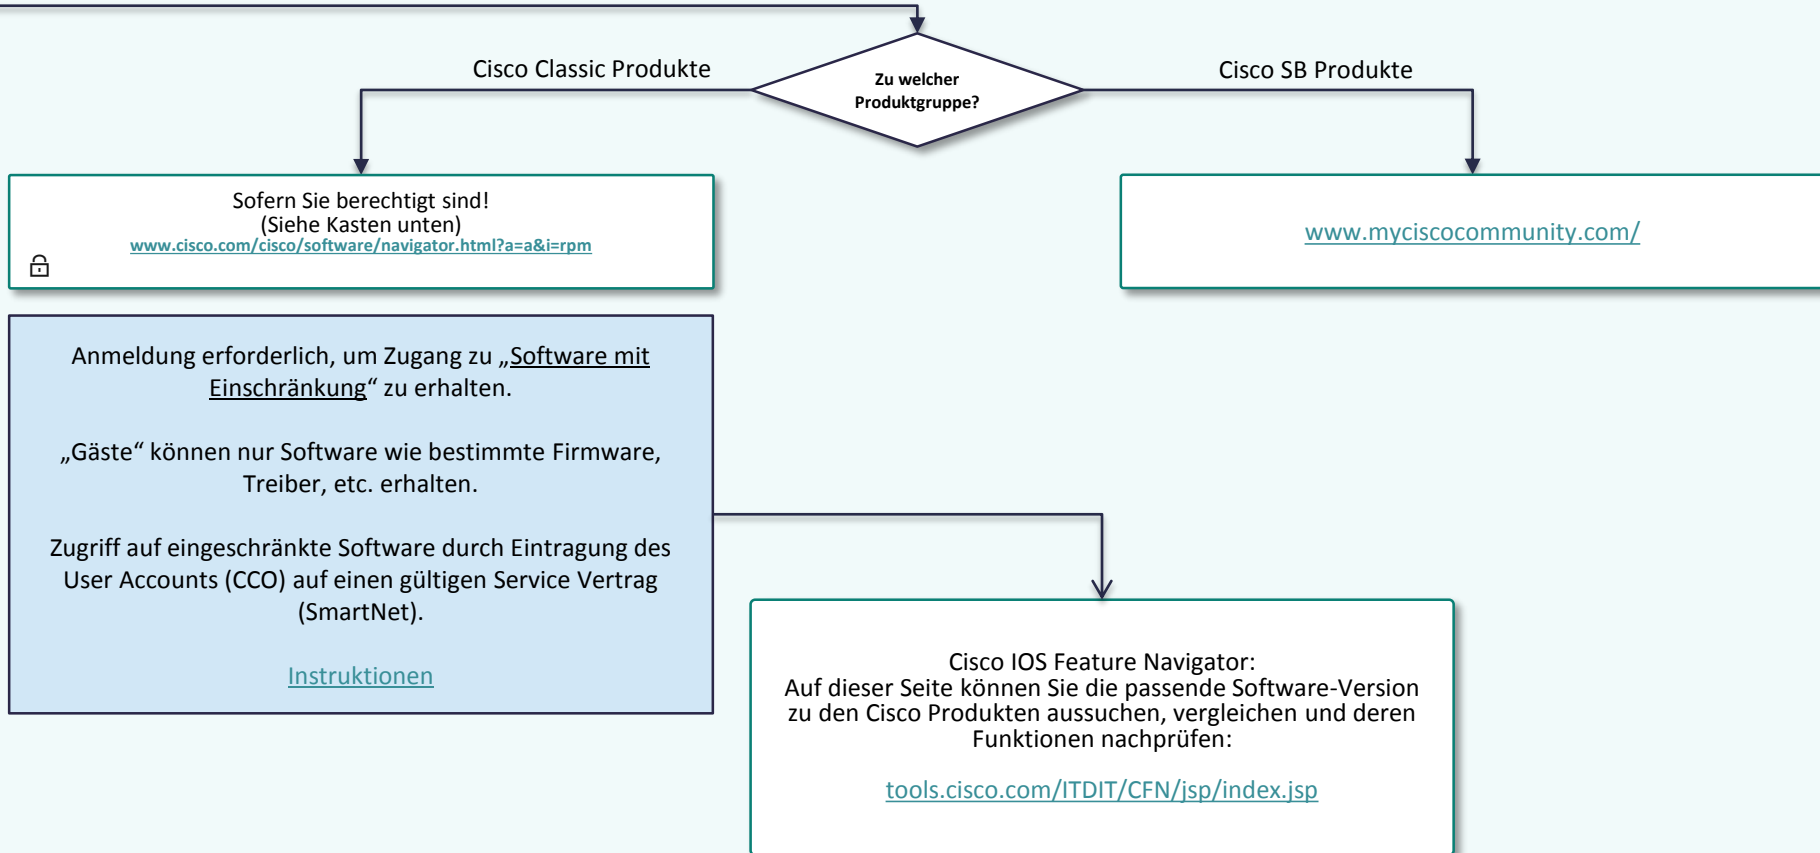 Cisco Classic Produkte
Zu welcher
Produktgruppe?
Cisco SB Produkte
Sofern Sie berechtigt sind!
(Siehe Kasten unten)
www.cisco.com/cisco/software/navigator.html?a=a&i=rpm
www.myciscocommunity.com/
Anmeldung erforderlich, um Zugang zu „Software mit
Einschränkung“ zu erhalten.
„Gäste“ können nur Software wie bestimmte Firmware,
Treiber, etc. erhalten.
Zugriff auf eingeschränkte Software durch Eintragung des
User Accounts (CCO) auf einen gültigen Service Vertrag
(SmartNet).
Instruktionen
Cisco IOS Feature Navigator:
Auf dieser Seite können Sie die passende Software-Version
zu den Cisco Produkten aussuchen, vergleichen und deren
Funktionen nachprüfen:
tools.cisco.com/ITDIT/CFN/jsp/index.jsp